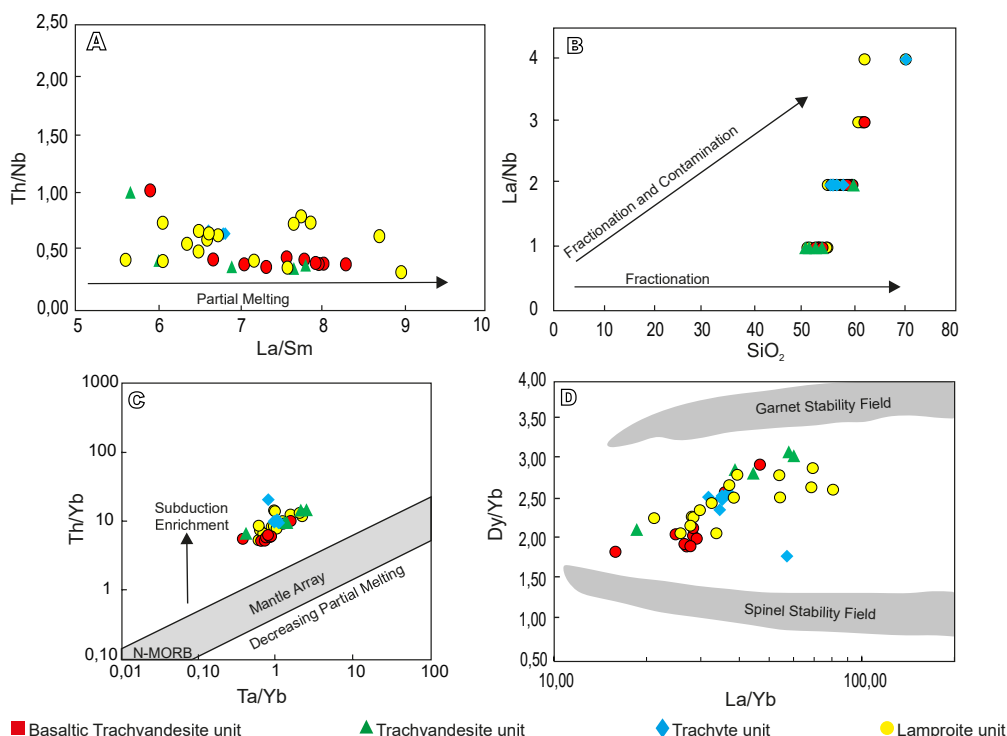 A
2,50
2,00
1,50
1,00
0,50
0,00
Th/Nb
Partial Melting
5
6
7
8
9
10
La/Sm
B
4
3
2
1
0
La/Nb
Fractionation and Contamination
Fractionation
0
10
20
30
40
50
60
70
80
SiO2
C
1000
100
10
1
0,10
Th/Yb
Subduction
Enrichment
Mantle Array
Decreasing Partial Melting
N-MORB
0,01
0,10
1
10
100
Ta/Yb
D
4,00
3,50
3,00
2,50
2,00
1,50
1,00
0,50
Dy/Yb
Garnet Stability Field
Spinel Stability Field
10,00
100,00
La/Yb
Basaltic Trachvandesite unit
Trachvandesite unit
Trachyte unit
Lamproite unit